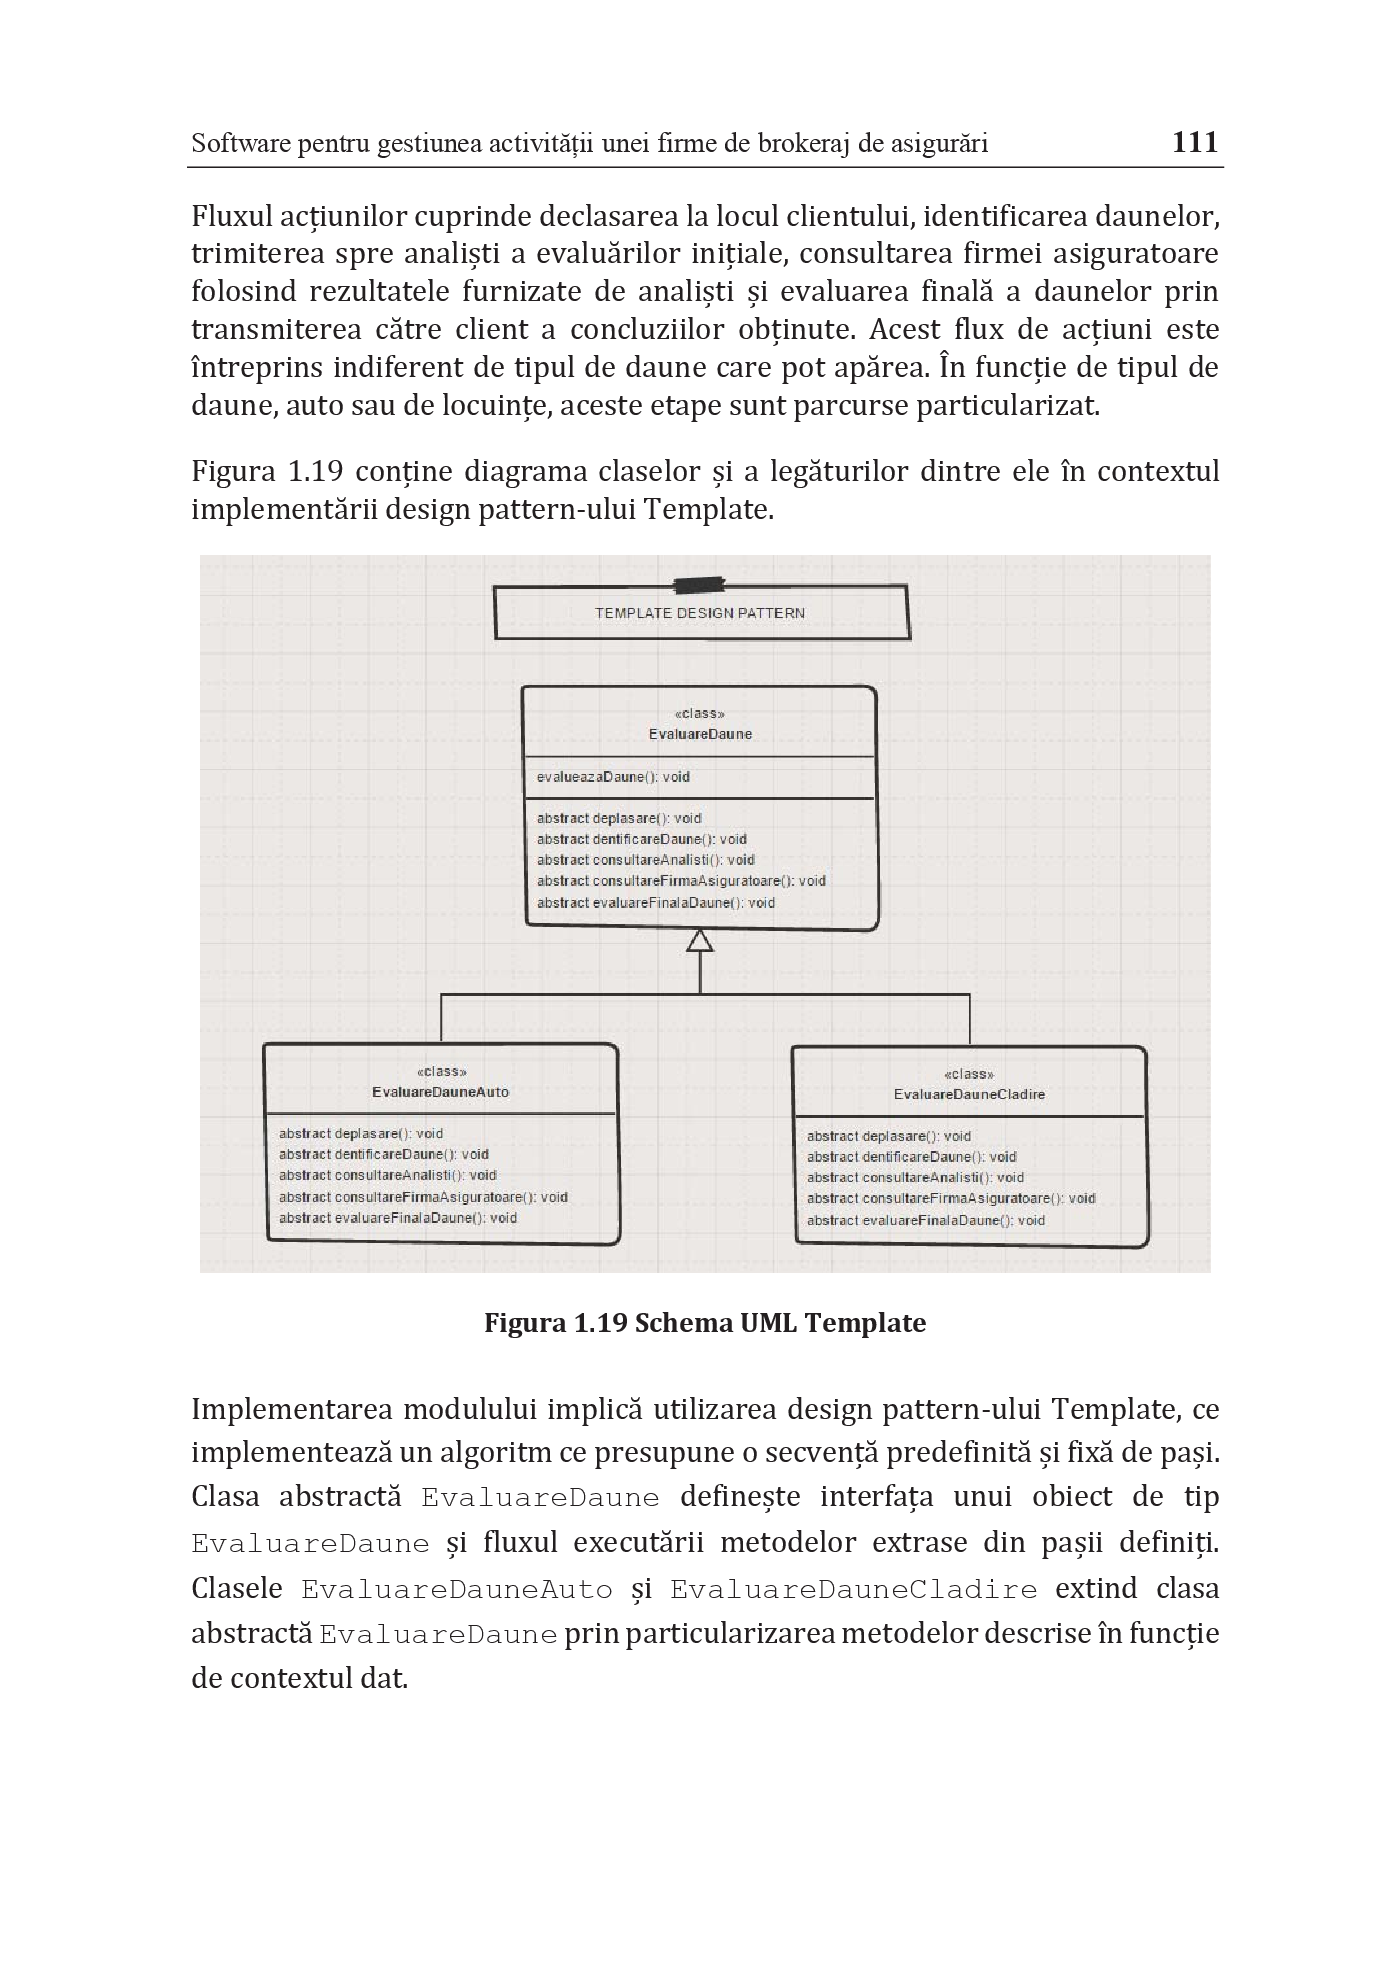 Software pentru gestiunea activității unei firme de brokeraj de asigurări 111
Fluxul acțiunilor cuprinde declasarea la locul clientului, identificarea daunelor,
trimiterea spre analiști a evaluărilor inițiale, consultarea firmei asiguratoare
folosind rezultatele furnizate de analiști și evaluarea finală a daunelor prin
transmiterea către client a concluziilor obținute. Acest flux de acțiuni este
întreprins indiferent de tipul de daune care pot apărea. În funcție de tipul de
daune, auto sau de locuințe, aceste etape sunt parcurse particularizat.
Figura 1.19 conține diagrama claselor și a legăturilor dintre ele în contextul
implementării design pattern-ului Template.
TEMPLATE DESIGN PATTERN
«class»
EvaluareDaune
evalueazaDaune(): void
abstract deplasare(): void
abstract dentificareDaune(): void
abstract consultareAnalisti(): void
abstract consultareFirmaAsiguratoare(): void
abstract evaluareFinalaDaune(): void
«class»
EvaluareDauneAuto
abstract deplasare(): void
abstract dentificareDaune(): void
abstract consultareAnalisti(): void
abstract consultareFirmaAsiguratoare(): void
abstract evaluareFinalaDaune(): void
«class»
EvaluareDauneCladire
abstract deplasare(): void
abstract dentificareDaune(): void
abstract consultareAnalisti(): void
abstract consultareFirmaAsiguratoare(): void
abstract evaluareFinalaDaune(): void
Figura 1.19 Schema UML Template
Implementarea modulului implică utilizarea design pattern-ului Template, ce
implementează un algoritm ce presupune o secvență predefinită și fixă de pași.
Clasa abstractă EvaluareDaune definește interfața unui obiect de tip
EvaluareDaune și fluxul executării metodelor extrase din pașii definiți.
Clasele EvaluareDauneAuto și EvaluareDauneCladire extind clasa
abstractă EvaluareDaune prin particularizarea metodelor descrise în funcție
de contextul dat.